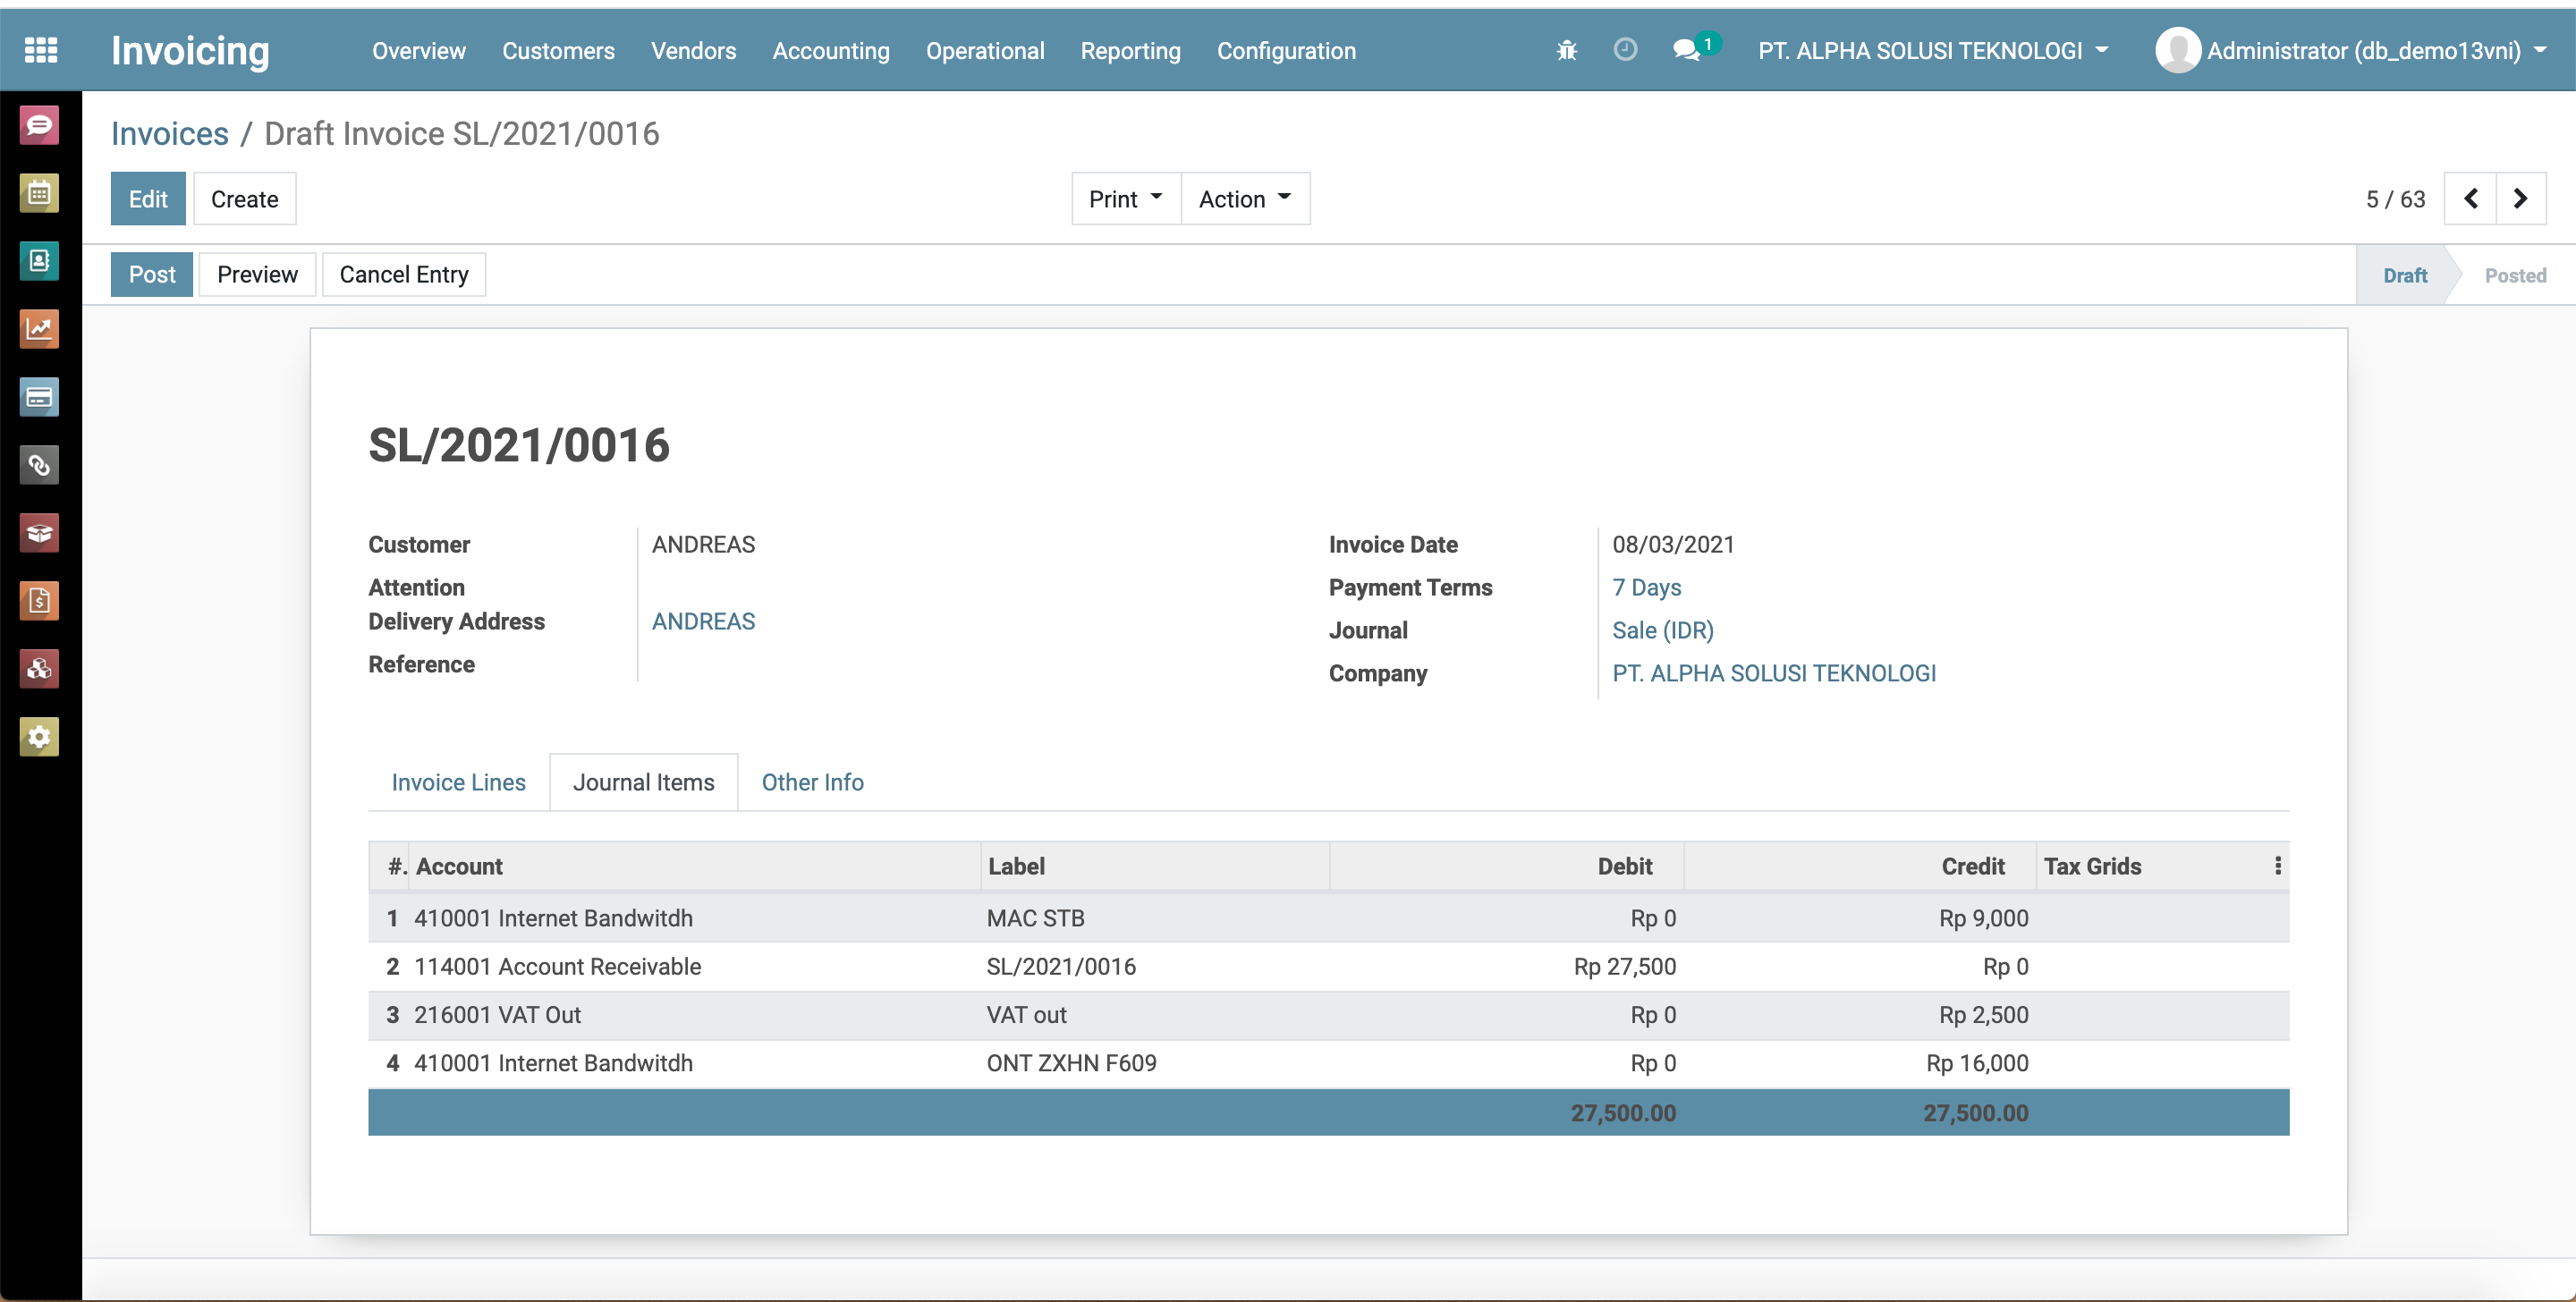 Invoicing Overview Customers Vendors Accounting Operational Reporting Configuration 1 PT. ALPHA SOLUSI TEKNOLOGI Administrator (db_demo13vni)
Invoices / Draft Invoice SL/2021/0016
Edit Create Print Action 5 / 63
Post Preview Cancel Entry Draft Posted
SL/2021/0016
Customer ANDREAS
Attention
Delivery Address ANDREAS
Reference
Invoice Date 08/03/2021
Payment Terms 7 Days
Journal Sale (IDR)
Company PT. ALPHA SOLUSI TEKNOLOGI
Invoice Lines Journal Items Other Info
#. Account Label Debit Credit Tax Grids
1 410001 Internet Bandwitdh MAC STB Rp 0 Rp 9,000
2 114001 Account Receivable SL/2021/0016 Rp 27,500 Rp 0
3 216001 VAT Out VAT out Rp 0 Rp 2,500
4 410001 Internet Bandwitdh ONT ZXHN F609 Rp 0 Rp 16,000
27,500.00 27,500.00